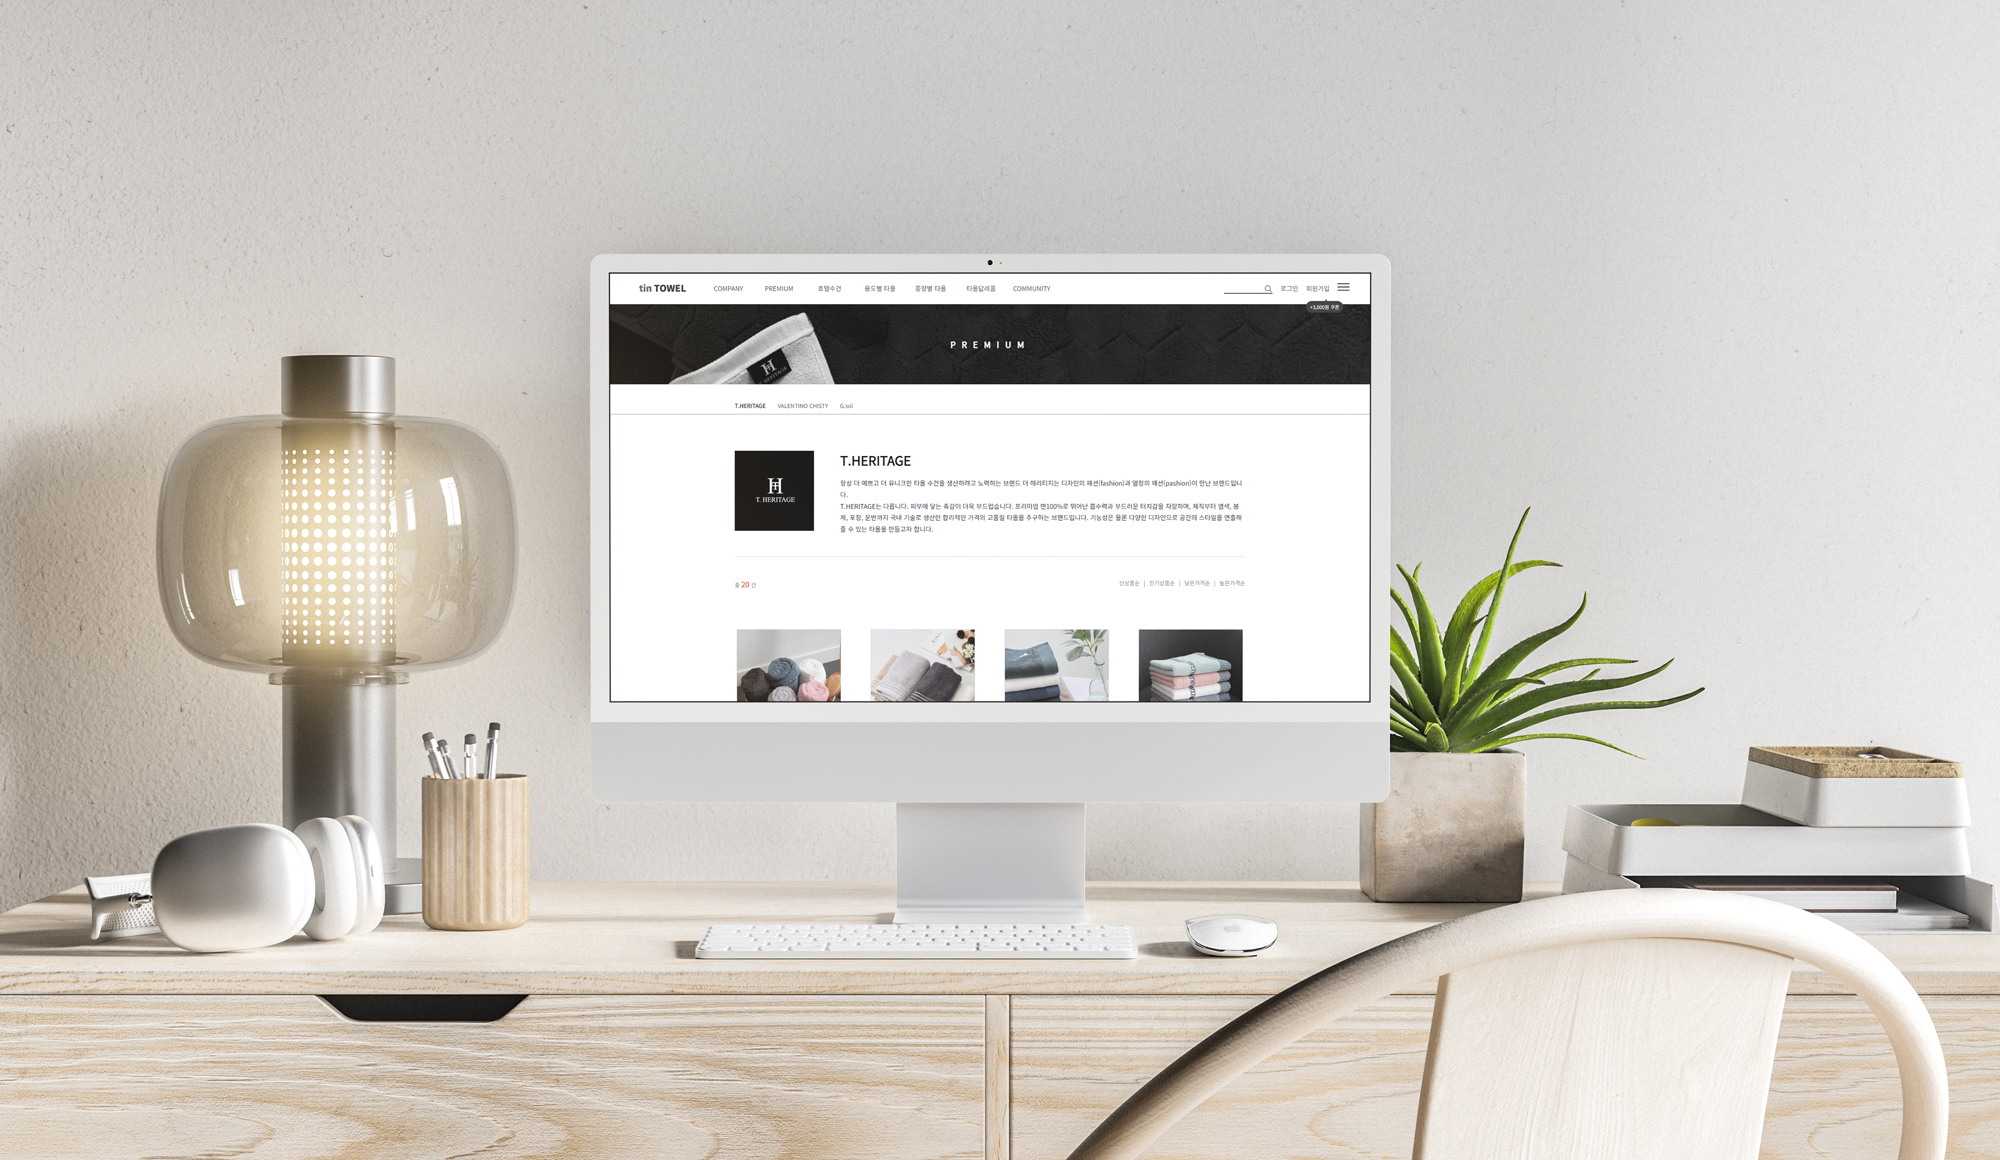 tin TOWEL COMPANY PREMIUM 호텔수건 용도별 타올 중량별 타올 타올답례품 COMMUNITY 로그인 회원가입
+3,000원 쿠폰
PREMIUM
T.HERITAGE
T.HERITAGE VALENTINO CHISTY G.sol
T. HERITAGE
T.HERITAGE
항상 더 예쁘고 더 유니크한 타올 수건을 생산하려고 노력하는 브랜드 더 헤리티지는 디자인의 패션(fashion)과 열정의 패션(pashion)이 만난 브랜드입니
다.
T.HERITAGE는 다릅니다. 피부에 닿는 촉감이 더욱 부드럽습니다. 프리미엄 면100%로 뛰어난 흡수력과 부드러운 터치감을 자랑하며, 제직부터 염색, 봉
제, 포장, 운반까지 국내 기술로 생산한 합리적인 가격의 고품질 타올을 추구하는 브랜드입니다. 기능성은 물론 다양한 디자인으로 공간의 스타일을 연출해
줄 수 있는 타올을 만들고자 합니다.
총 20 건
신상품순 | 인기상품순 | 낮은가격순 | 높은가격순